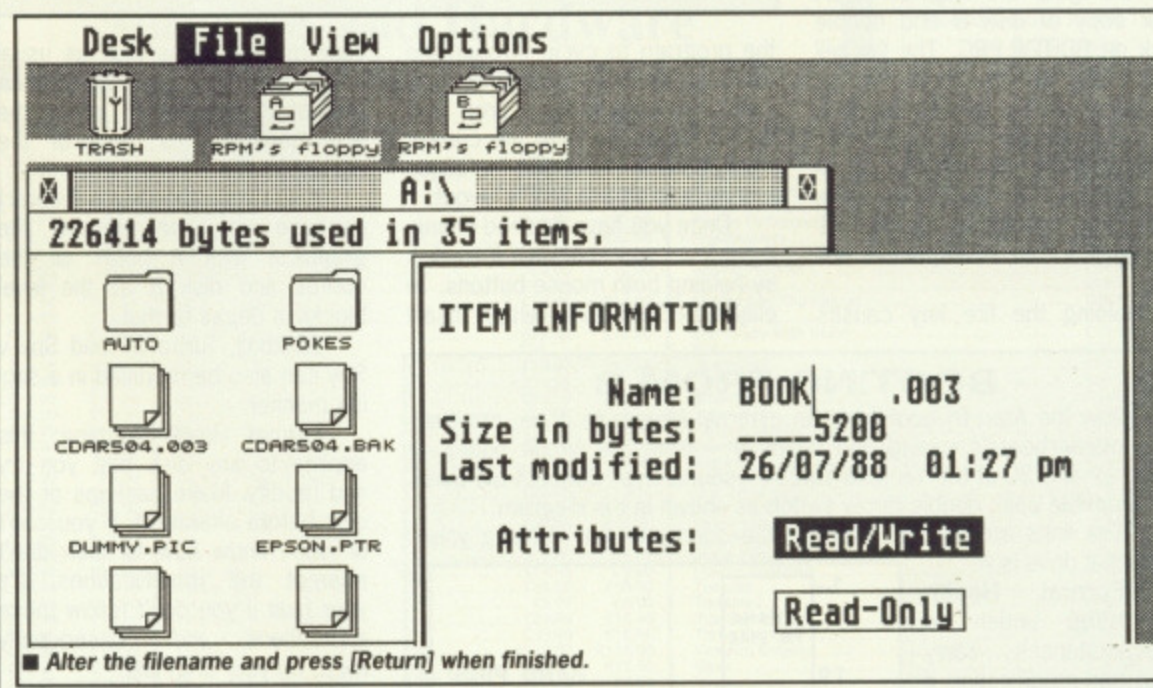 Desk File View Options
TRASH RPM's floppy RPM's floppy
A:\
226414 bytes used in 35 items.
AUTO POKES
CDAR504.003 CDAR504.BAK
DUMMY.PIC EPSON.PTR
ITEM INFORMATION
Name: BOOK .003
Size in bytes: ____5200
Last modified: 26/07/88 01:27 pm
Attributes: Read/Write
Read-Only
■ Alter the filename and press [Return] when finished.